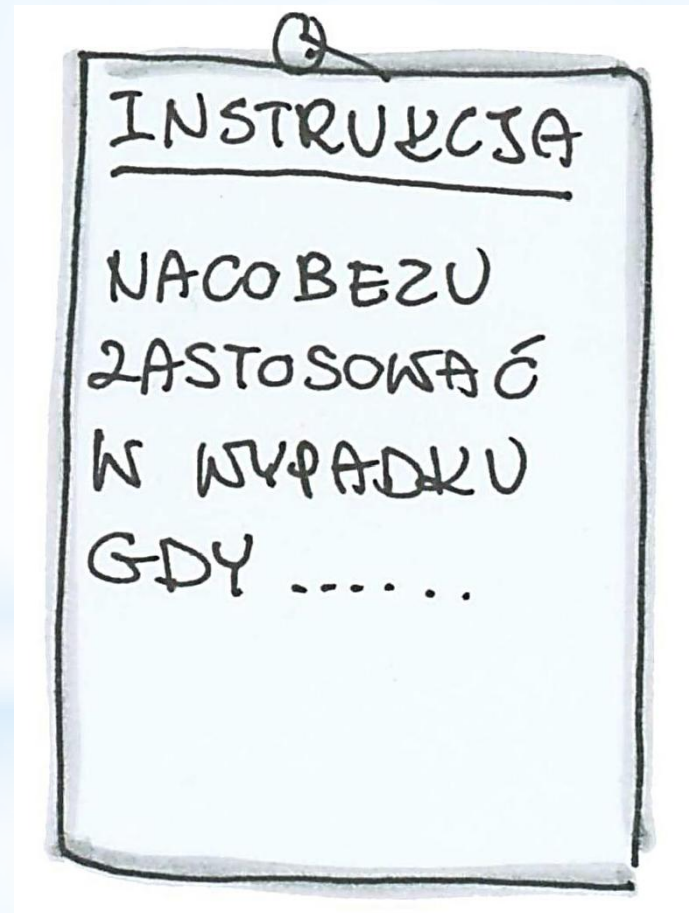 INSTRUKCJA
NACOBEZU
ZASTOSOWAĆ
W WYPADKU
GDY ......